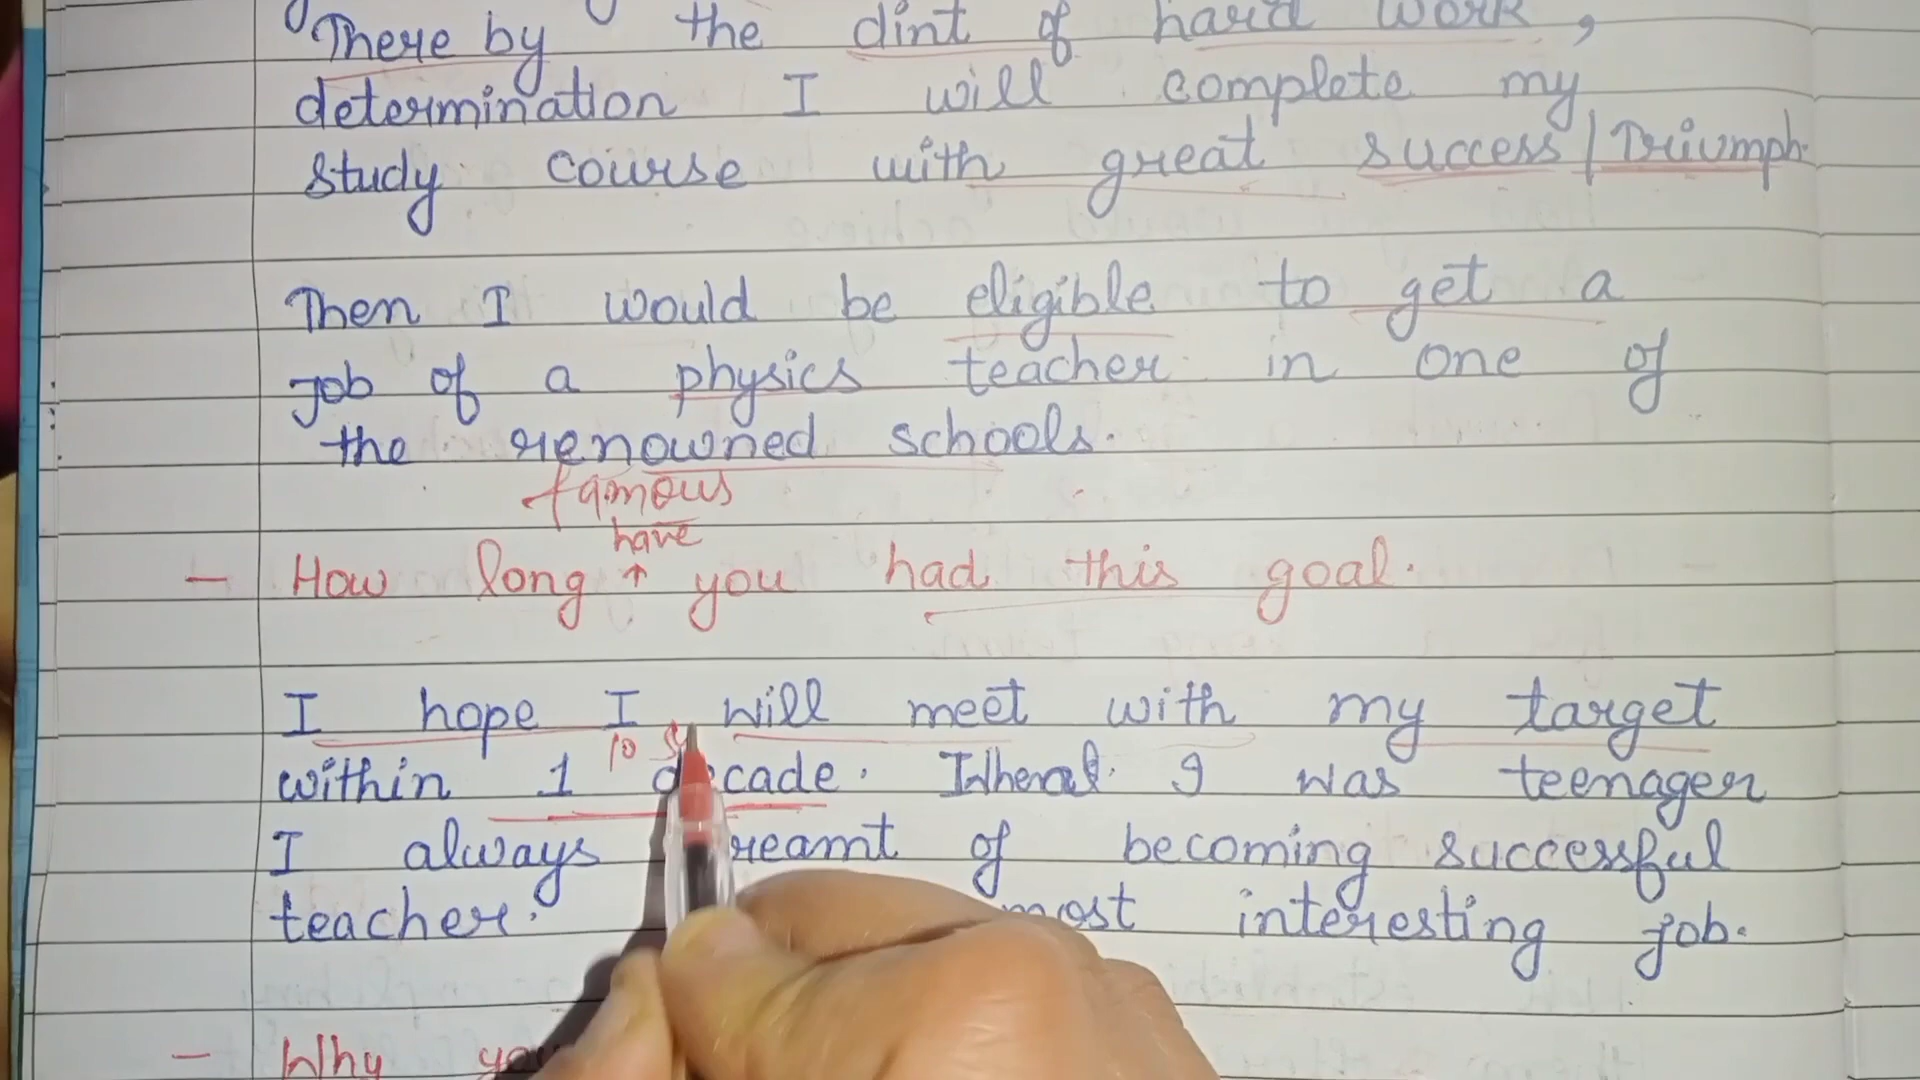 There by the dint of hard work,
determination I will complete my
study course with great success/Triumph.
Then I would be eligible to get a
job of a physics teacher in one of
the renowned schools.
famous
have
- How long ↑ you had this goal.
I hope I will meet with my target
10
within 1 decade. I was teenager
I always becoming successful
teacher. most interesting job.
- Why